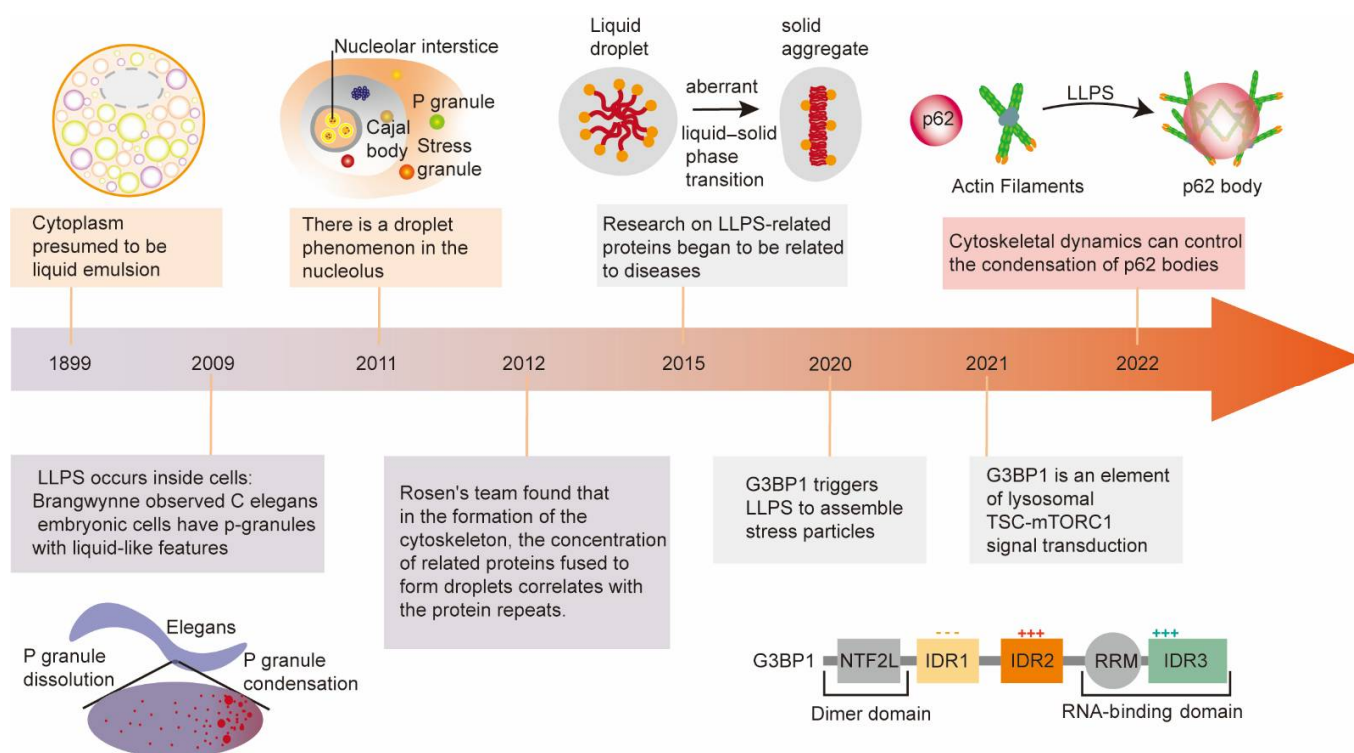 Nucleolar interstice
P granule
Cajal
body
Stress
granule
Liquid
droplet
solid
aggregate
aberrant
liquid–solid
phase
transition
p62
LLPS
Actin Filaments
p62 body
Cytoplasm
presumed to be
liquid emulsion
There is a droplet
phenomenon in the
nucleolus
Research on LLPS-related
proteins began to be related
to diseases
Cytoskeletal dynamics can control
the condensation of p62 bodies
1899
2009
2011
2012
2015
2020
2021
2022
LLPS occurs inside cells:
Brangwynne observed C elegans
embryonic cells have p-granules
with liquid-like features
Rosen's team found that
in the formation of the
cytoskeleton, the concentration
of related proteins fused to
form droplets correlates with
the protein repeats.
G3BP1 triggers
LLPS to assemble
stress particles
G3BP1 is an element
of lysosomal
TSC-mTORC1
signal transduction
Elegans
P granule
dissolution
P granule
condensation
--- +++ +++
G3BP1 NTF2L IDR1 IDR2 RRM IDR3
Dimer domain
RNA-binding domain